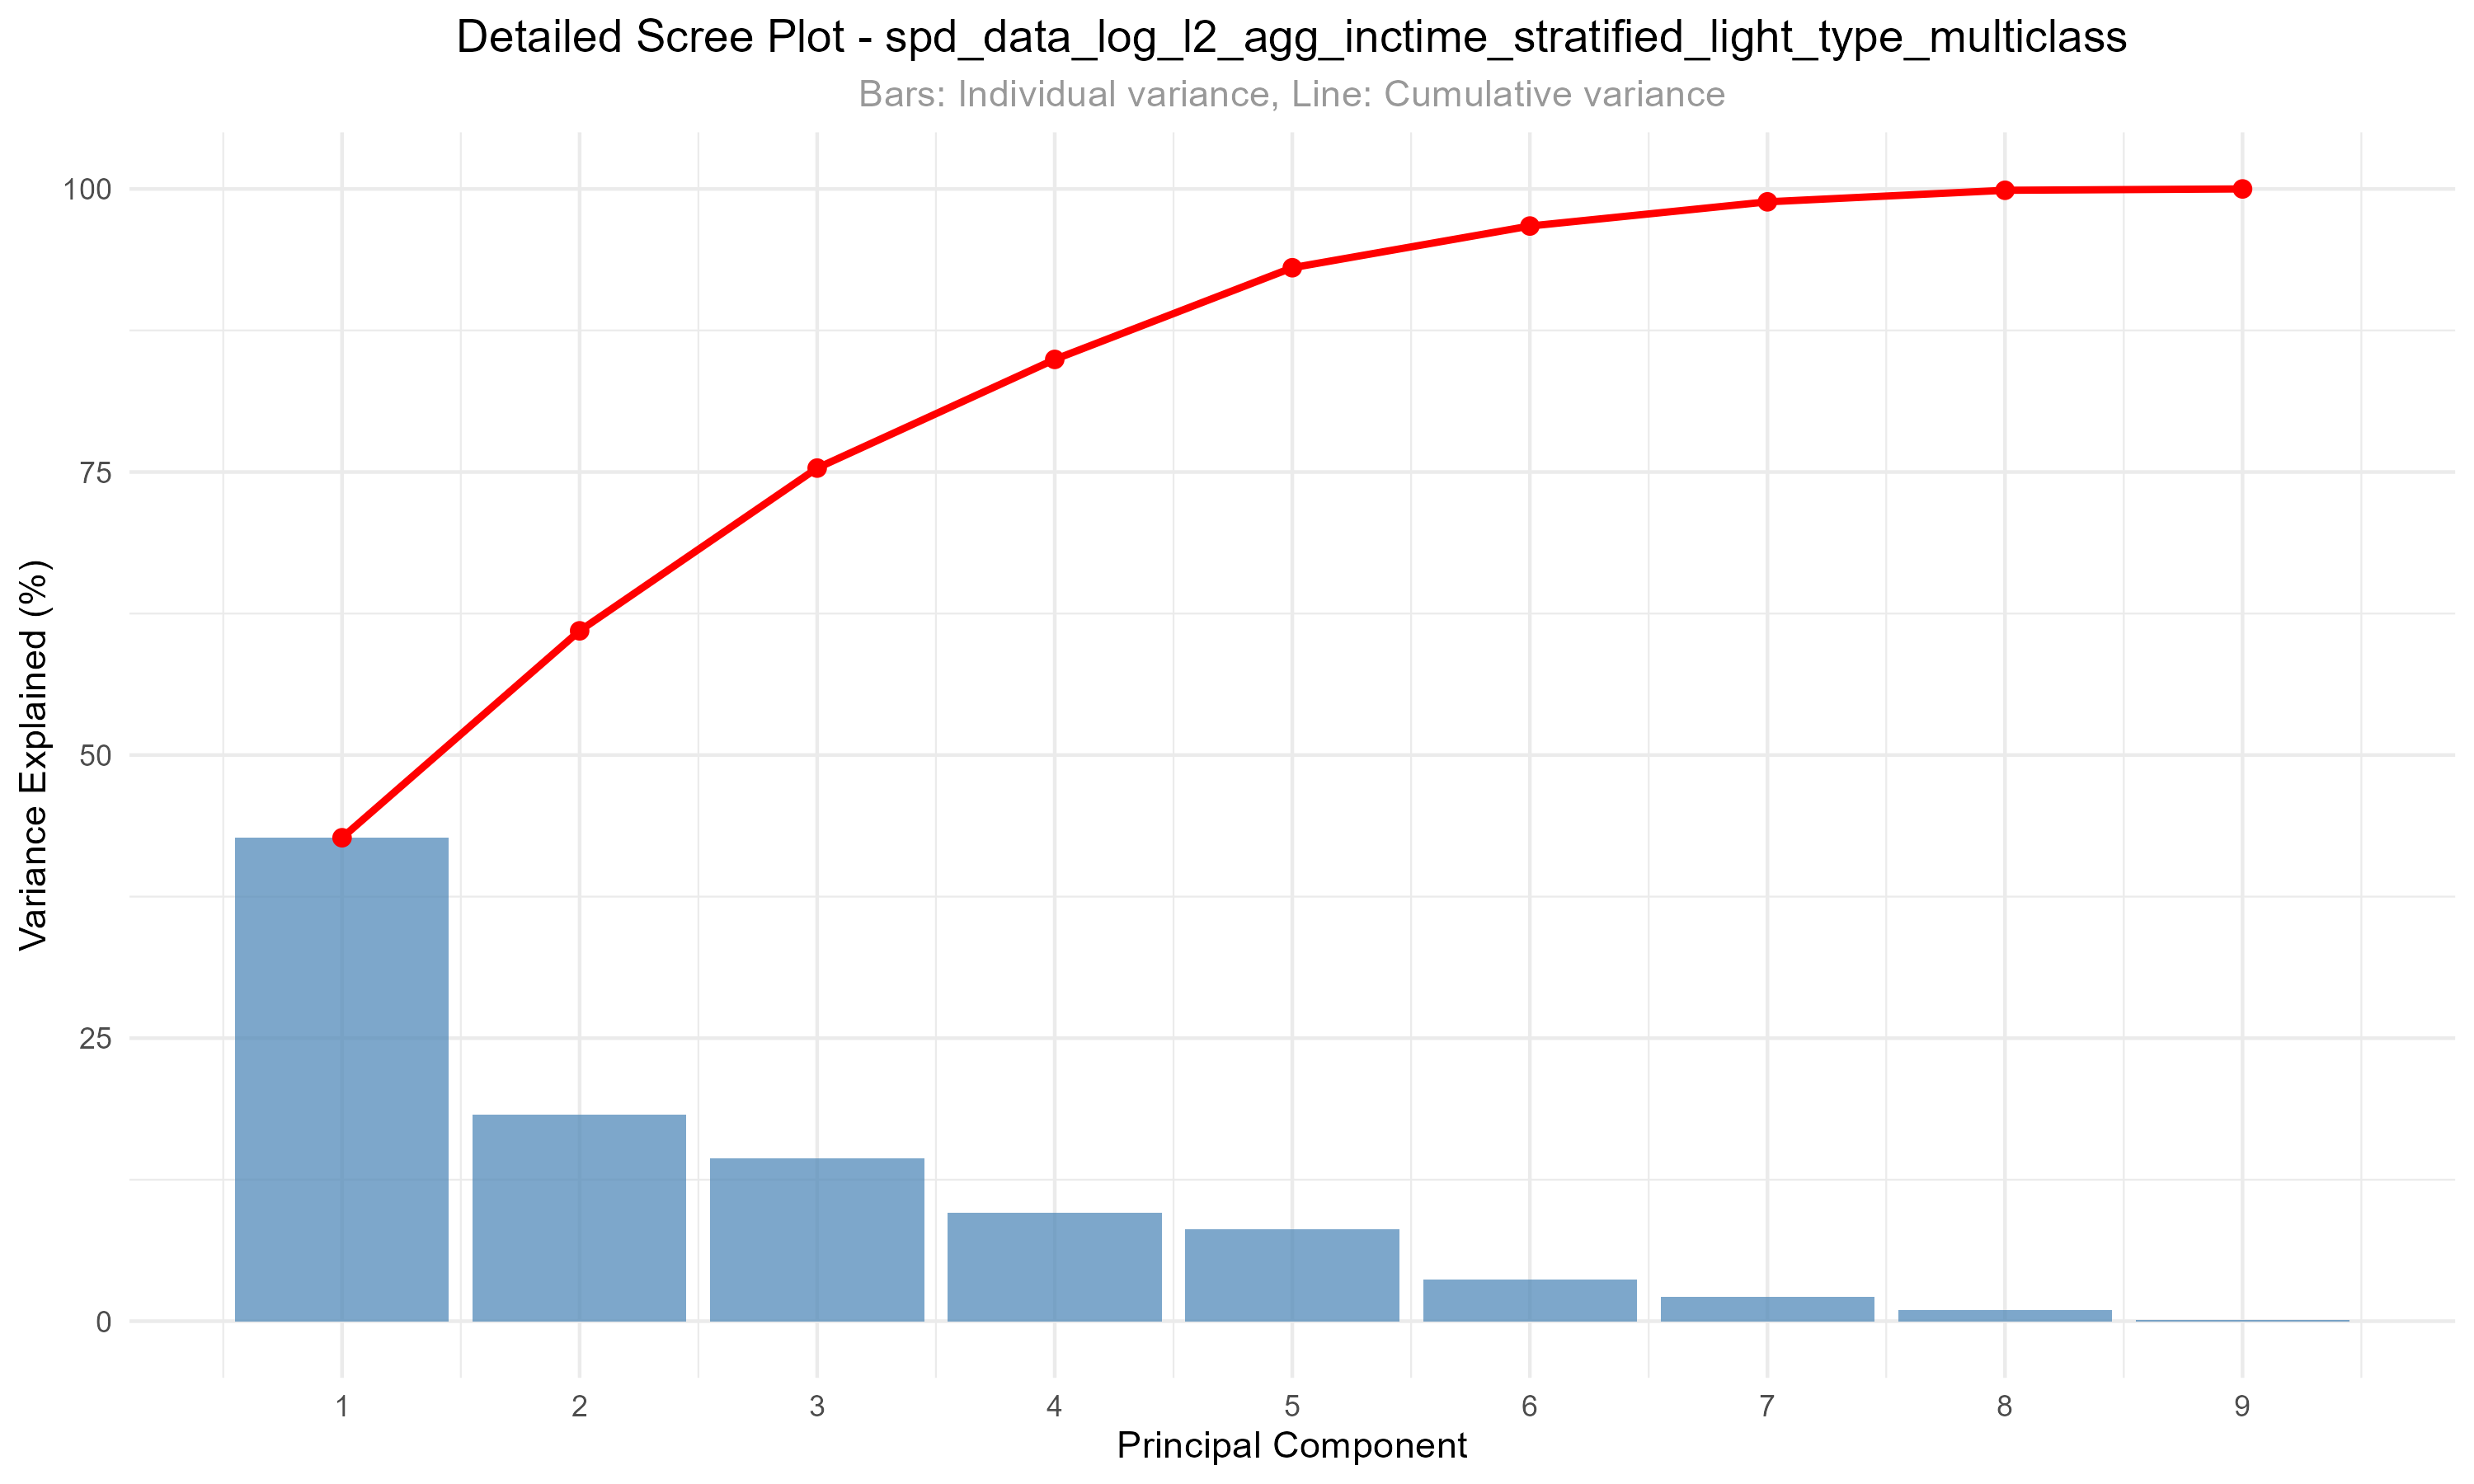 Detailed Scree Plot - spd_data_log_l2_agg_inctime_stratified_light_type_multiclass
Bars: Individual variance, Line: Cumulative variance
Variance Explained (%)
100
75
50
25
0
1 2 3 4 5 6 7 8 9
Principal Component